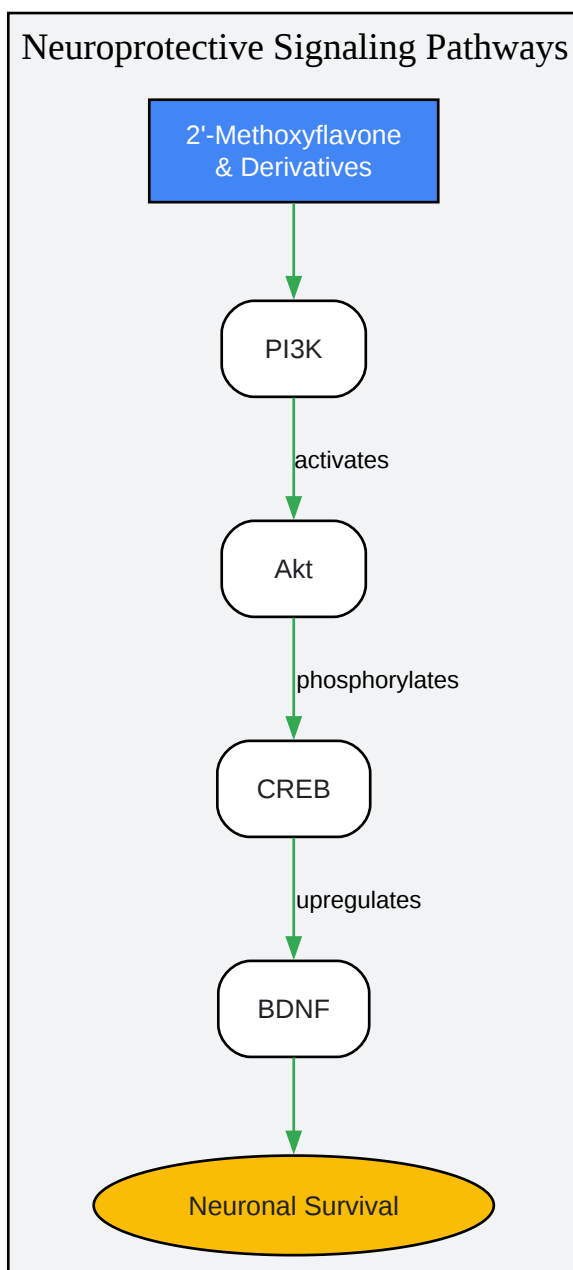 Neuroprotective Signaling Pathways
2'-Methoxyflavone
& Derivatives
PI3K
activates
Akt
phosphorylates
CREB
upregulates
BDNF
Neuronal Survival